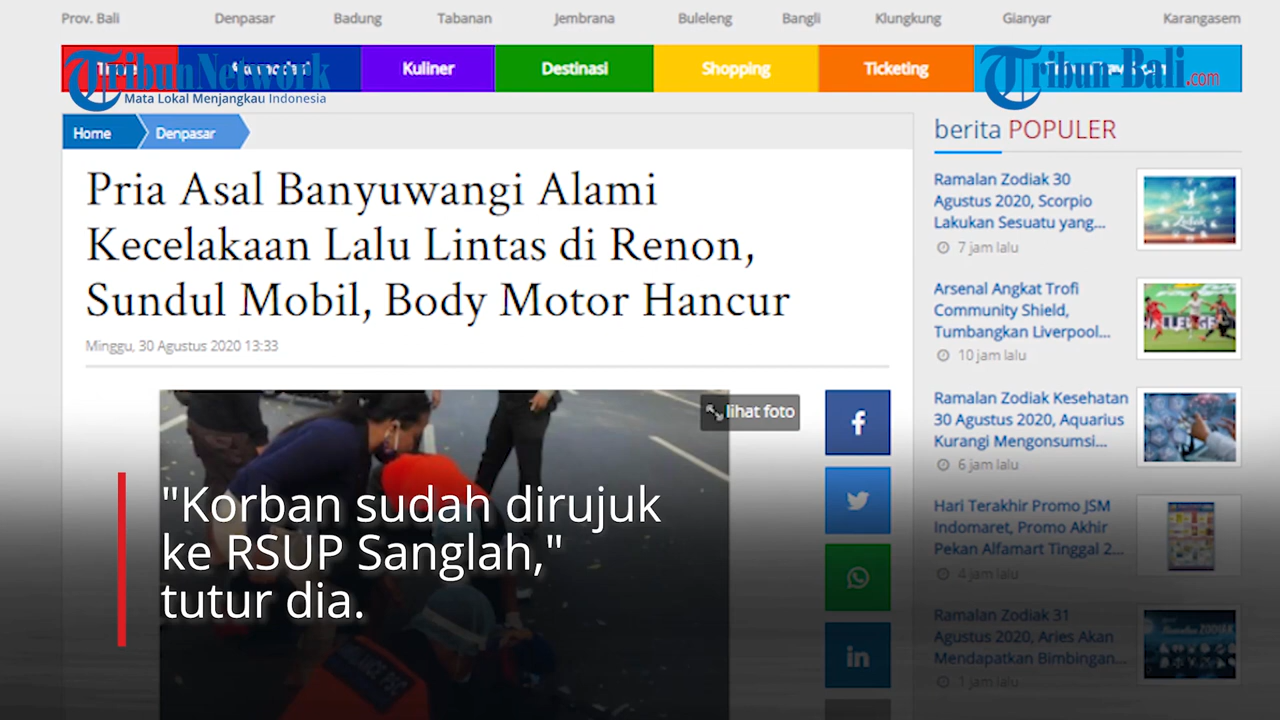 Prov. Bali Denpasar Badung Tabanan Jembrana Buleleng Bangli Klungkung Gianyar Karangasem
Kuliner Destinasi Shopping Ticketing
TribunNetwork
Mata Lokal Menjangkau Indonesia
Tribun-Bali.com
Home Denpasar
Pria Asal Banyuwangi Alami
Kecelakaan Lalu Lintas di Renon,
Sundul Mobil, Body Motor Hancur
Minggu, 30 Agustus 2020 13:33
lihat foto
"Korban sudah dirujuk
ke RSUP Sanglah,"
tutur dia.
AMBULANCE PSC
berita POPULER
Ramalan Zodiak 30
Agustus 2020, Scorpio
Lakukan Sesuatu yang...
7 jam lalu
Arsenal Angkat Trofi
Community Shield,
Tumbangkan Liverpool...
10 jam lalu
Ramalan Zodiak Kesehatan
30 Agustus 2020, Aquarius
Kurangi Mengonsumsi...
6 jam lalu
Hari Terakhir Promo JSM
Indomaret, Promo Akhir
Pekan Alfamart Tinggal 2...
4 jam lalu
Ramalan Zodiak 31
Agustus 2020, Aries Akan
Mendapatkan Bimbingan...
1 jam lalu